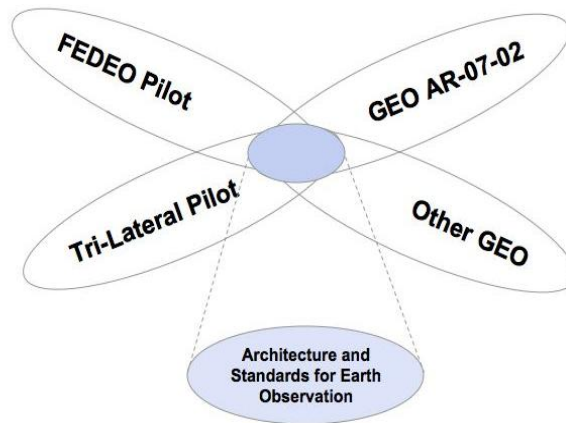 FEDEO Pilot
GEO AR-07-02
Tri-Lateral Pilot
Other GEO
Architecture and
Standards for Earth
Observation